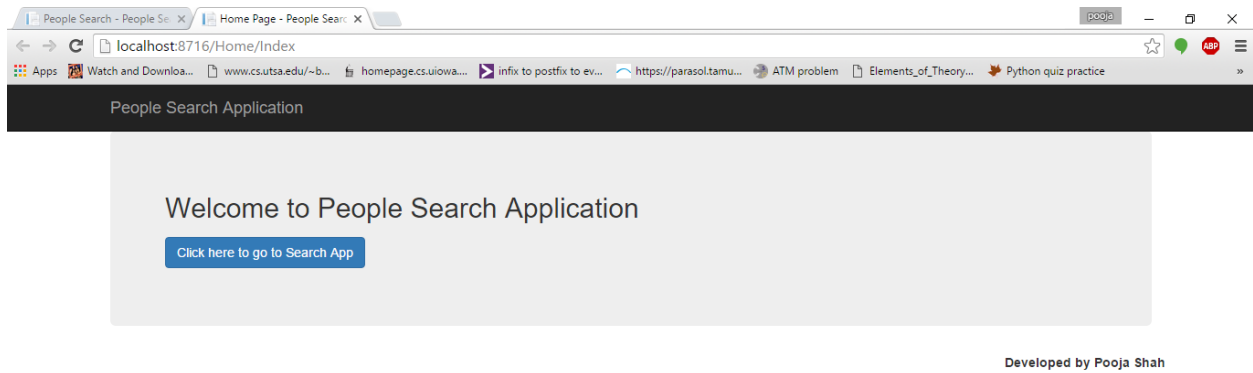 People Search - People Se
Home Page - People Searc
pooja
localhost:8716/Home/Index
ABP
Apps
Watch and Downloa...
www.cs.utsa.edu/~b...
homepage.cs.uiowa....
infix to postfix to ev...
https://parasol.tamu...
ATM problem
Elements_of_Theory...
Python quiz practice
»
People Search Application
Welcome to People Search Application
Click here to go to Search App
Developed by Pooja Shah